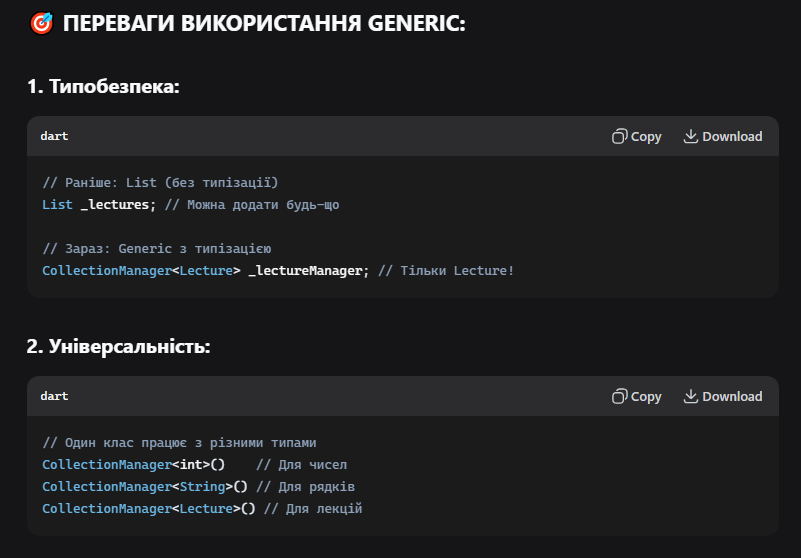 🎯 ПЕРЕВАГИ ВИКОРИСТАННЯ GENERIC:
1. Типобезпека:
dart Copy Download
// Раніше: List (без типізації)
List _lectures; // Можна додати будь-що
// Зараз: Generic з типізацією
CollectionManager<Lecture> _lectureManager; // Тільки Lecture!
2. Універсальність:
dart Copy Download
// Один клас працює з різними типами
CollectionManager<int>() // Для чисел
CollectionManager<String>() // Для рядків
CollectionManager<Lecture>() // Для лекцій